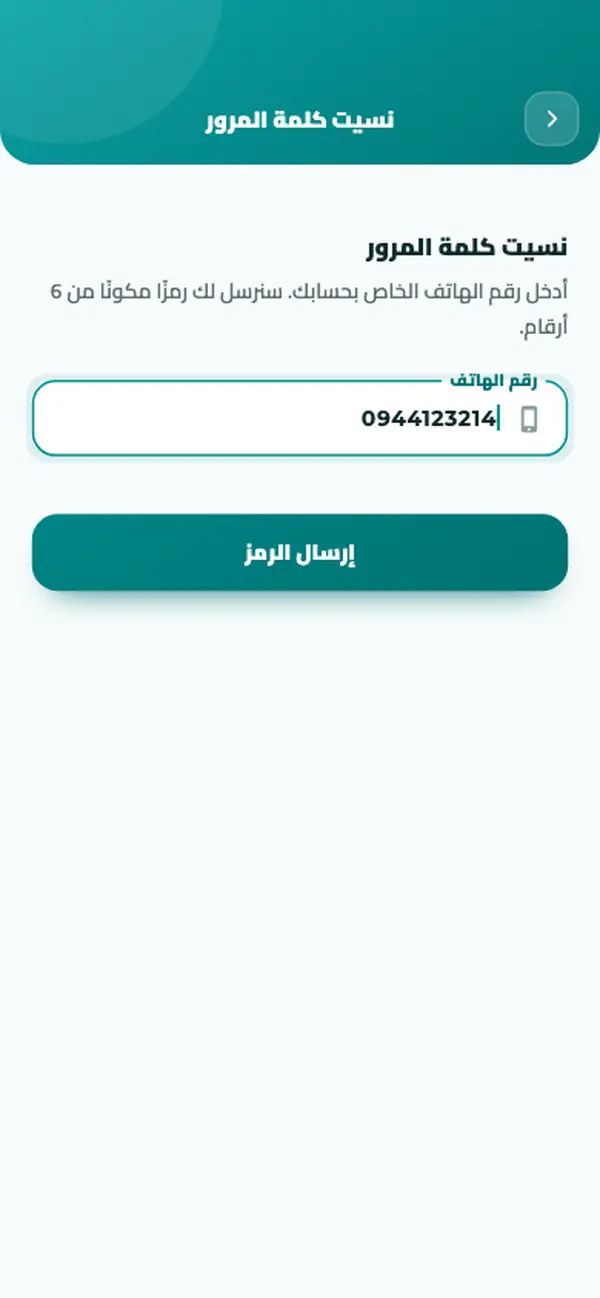 نسيت كلمة المرور
نسيت كلمة المرور
أدخل رقم الهاتف الخاص بحسابك. سنرسل لك رمزًا مكونًا من 6
أرقام.
رقم الهاتف
0944123214
إرسال الرمز